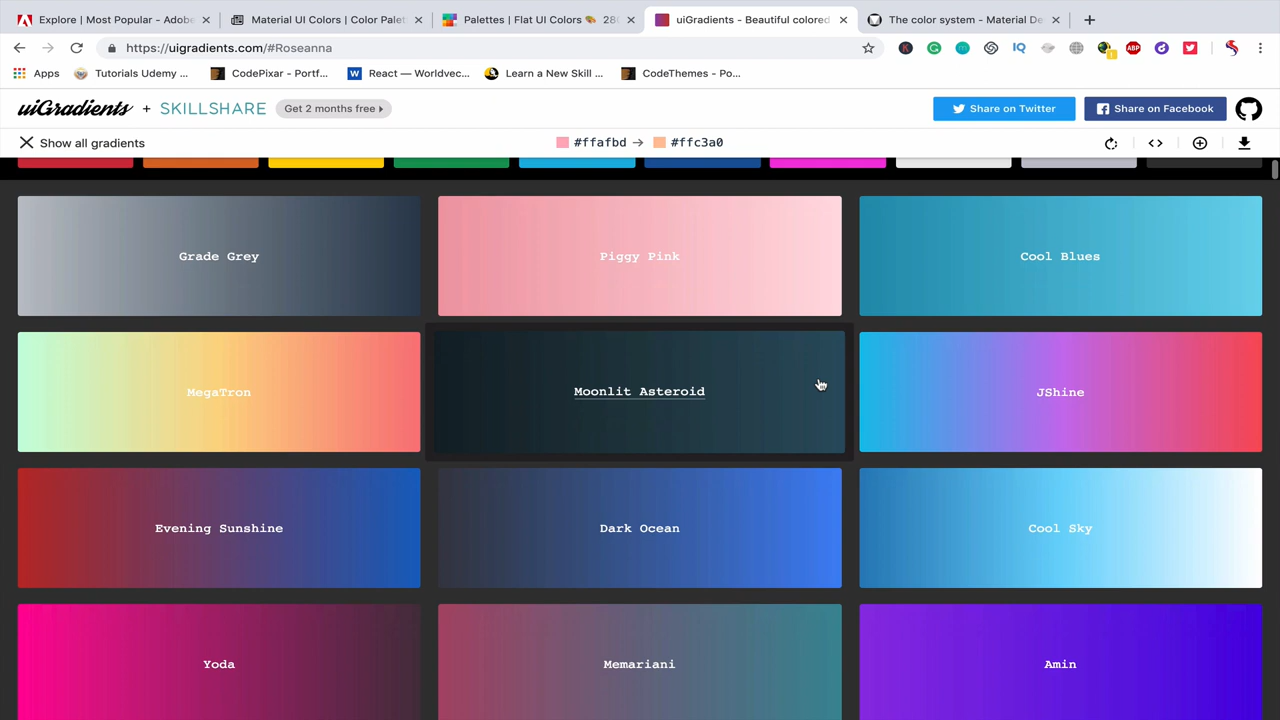 Explore | Most Popular - Adobe
Material UI Colors | Color Palet
Palettes | Flat UI Colors 🎨 280
uiGradients - Beautiful colored
The color system - Material De
https://uigradients.com/#Roseanna
IQ
ABP
Apps
Tutorials Udemy ...
CodePixar - Portf...
React — Worldvec...
Learn a New Skill ...
CodeThemes - Po...
uiGradients + SKILLSHARE
Get 2 months free
Share on Twitter
Share on Facebook
Show all gradients
#ffafbd → #ffc3a0
Grade Grey
Piggy Pink
Cool Blues
MegaTron
Moonlit Asteroid
JShine
Evening Sunshine
Dark Ocean
Cool Sky
Yoda
Memariani
Amin